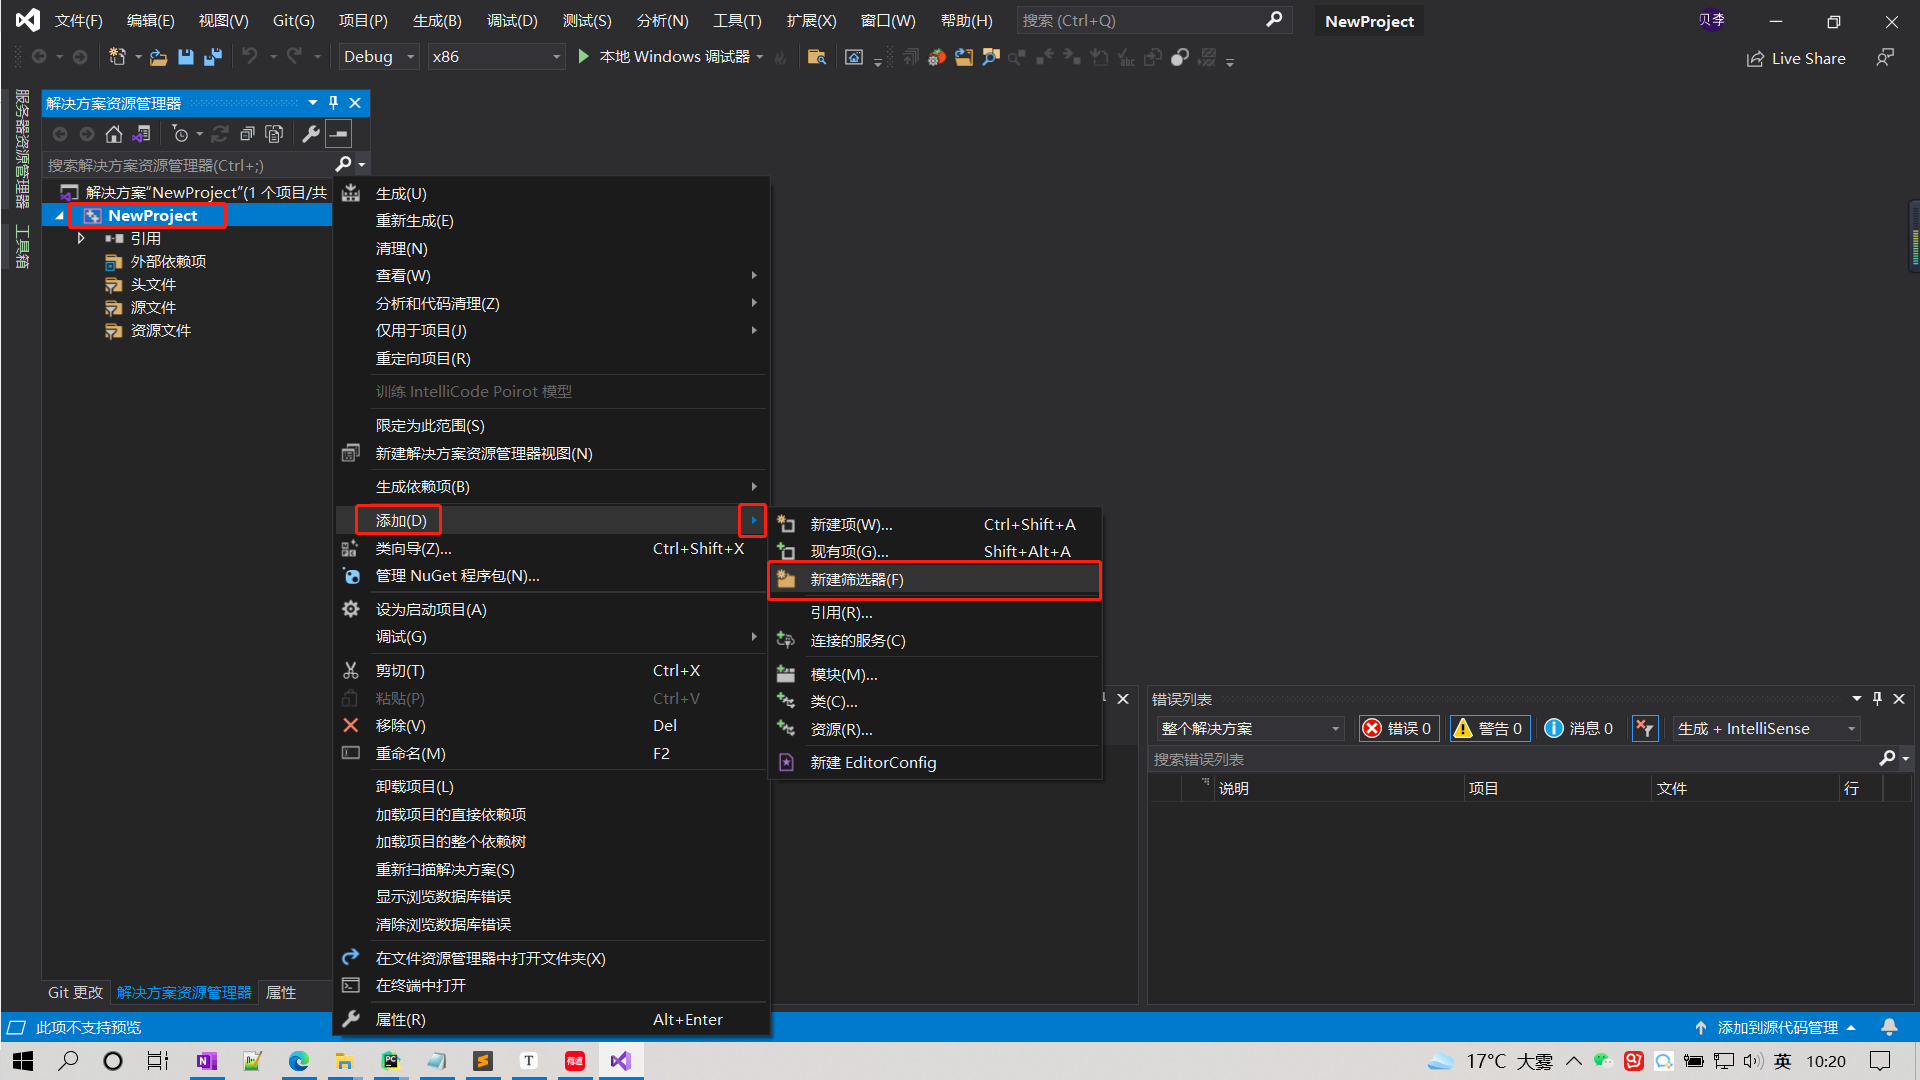 文件(F) 编辑(E) 视图(V) Git(G) 项目(P) 生成(B) 调试(D) 测试(S) 分析(N) 工具(T) 扩展(X) 窗口(W) 帮助(H) 搜索 (Ctrl+Q) NewProject 贝李
Debug x86 本地 Windows 调试器 Live Share
服务器资源管理器
工具箱
解决方案资源管理器
搜索解决方案资源管理器(Ctrl+;)
解决方案"NewProject"(1 个项目/共
NewProject
引用
外部依赖项
头文件
源文件
资源文件
生成(U)
重新生成(E)
清理(N)
查看(W)
分析和代码清理(Z)
仅用于项目(J)
重定向项目(R)
训练 IntelliCode Poirot 模型
限定为此范围(S)
新建解决方案资源管理器视图(N)
生成依赖项(B)
添加(D)
类向导(Z)... Ctrl+Shift+X
管理 NuGet 程序包(N)...
设为启动项目(A)
调试(G)
剪切(T) Ctrl+X
粘贴(P) Ctrl+V
移除(V) Del
重命名(M) F2
卸载项目(L)
加载项目的直接依赖项
加载项目的整个依赖树
重新扫描解决方案(S)
显示浏览数据库错误
清除浏览数据库错误
在文件资源管理器中打开文件夹(X)
在终端中打开
属性(R) Alt+Enter
新建项(W)... Ctrl+Shift+A
现有项(G)... Shift+Alt+A
新建筛选器(F)
引用(R)...
连接的服务(C)
模块(M)...
类(C)...
资源(R)...
新建 EditorConfig
错误列表
整个解决方案 错误 0 警告 0 消息 0 生成 + IntelliSense
搜索错误列表
说明 项目 文件 行
Git 更改 解决方案资源管理器 属性
此项不支持预览 添加到源代码管理
17°C 大雾 英 10:20